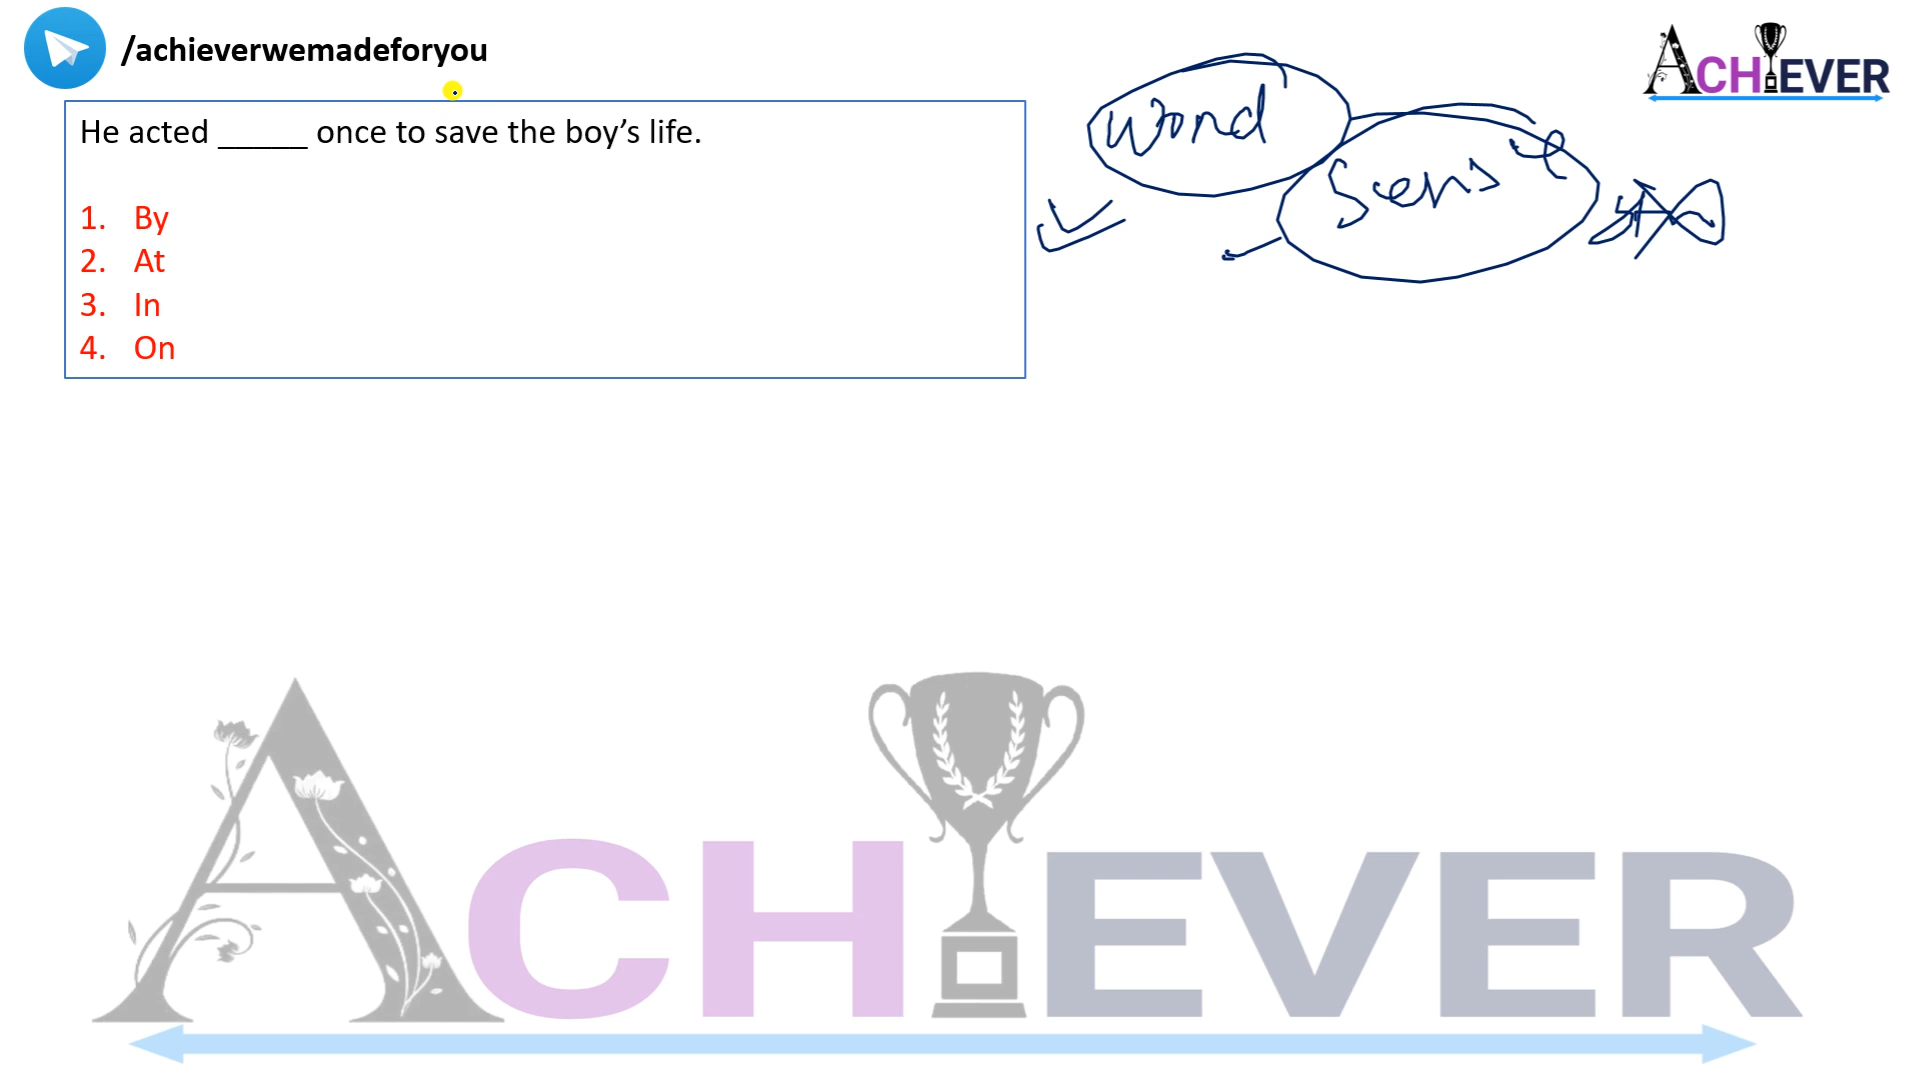 /achieverwemadeforyou
ACHIEVER
He acted _____ once to save the boy’s life.
1. By
2. At
3. In
4. On
Word
Sense
ACHIEVER